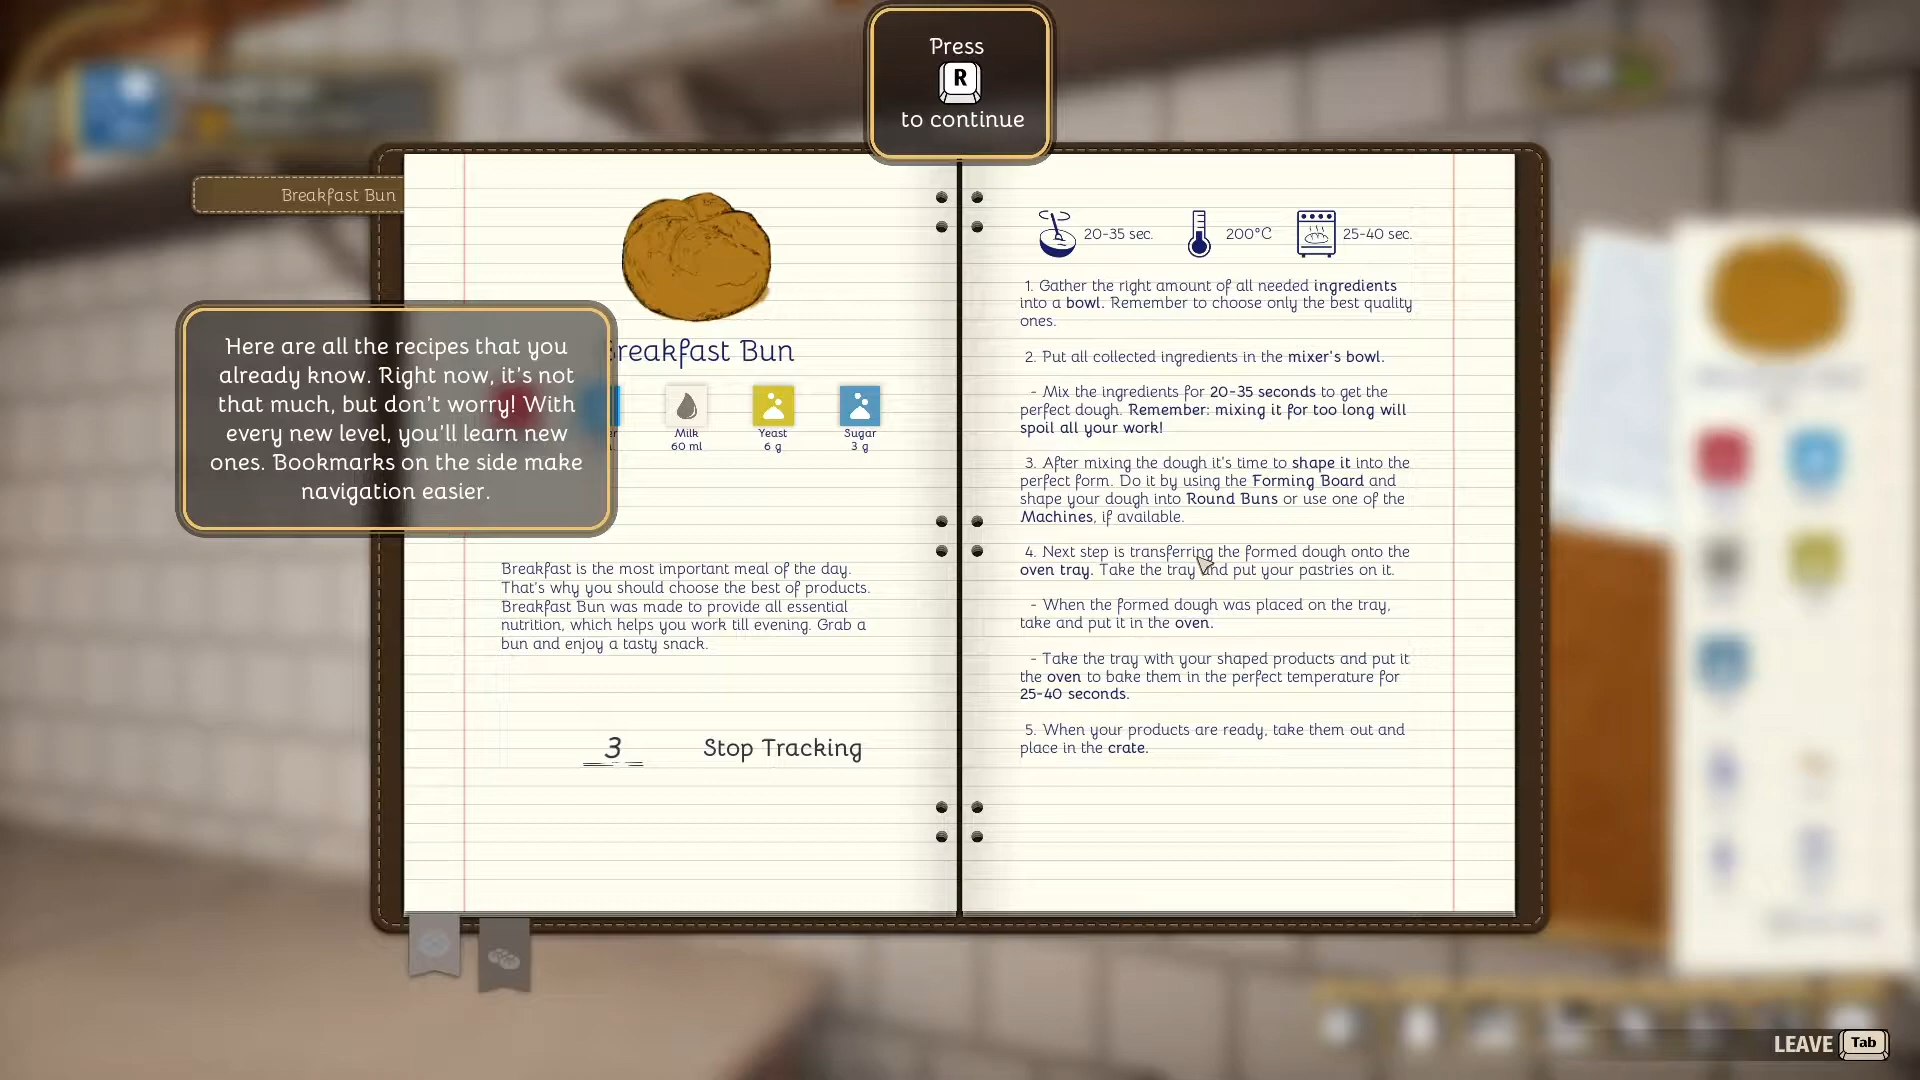 Press
R
to continue
Breakfast Bun
Here are all the recipes that you
already know. Right now, it's not
that much, but don't worry! With
every new level, you'll learn new
ones. Bookmarks on the side make
navigation easier.
Breakfast Bun
Milk
60 ml
Yeast
6 g
Sugar
3 g
Breakfast is the most important meal of the day.
That's why you should choose the best of products.
Breakfast Bun was made to provide all essential
nutrition, which helps you work till evening. Grab a
bun and enjoy a tasty snack.
3 Stop Tracking
20-35 sec. 200°C 25-40 sec.
1. Gather the right amount of all needed ingredients
into a bowl. Remember to choose only the best quality
ones.
2. Put all collected ingredients in the mixer's bowl.
- Mix the ingredients for 20-35 seconds to get the
perfect dough. Remember: mixing it for too long will
spoil all your work!
3. After mixing the dough it's time to shape it into the
perfect form. Do it by using the Forming Board and
shape your dough into Round Buns or use one of the
Machines, if available.
4. Next step is transferring the formed dough onto the
oven tray. Take the tray and put your pastries on it.
- When the formed dough was placed on the tray,
take and put it in the oven.
- Take the tray with your shaped products and put it
the oven to bake them in the perfect temperature for
25-40 seconds.
5. When your products are ready, take them out and
place in the crate.
LEAVE Tab